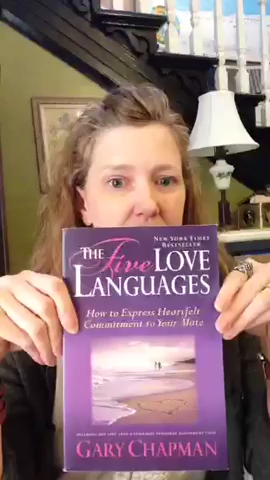 NEW YORK TIMES
BESTSELLER
THE Five LOVE
LANGUAGES
How to Express Heartfelt
Commitment to Your Mate
GARY CHAPMAN